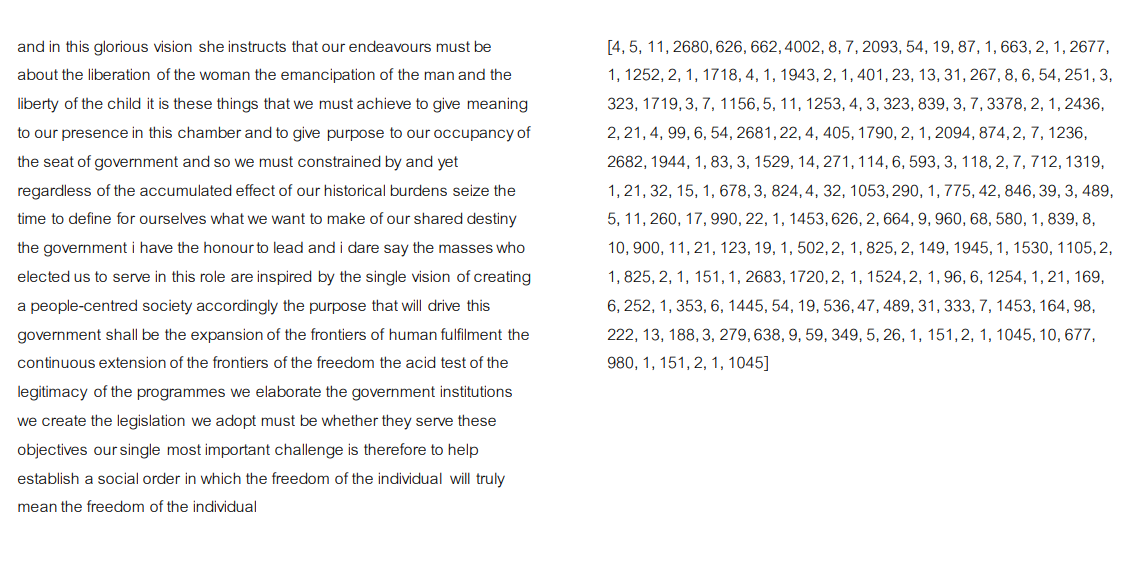 and in this glorious vision she instructs that our endeavours must be
about the liberation of the woman the emancipation of the man and the
liberty of the child it is these things that we must achieve to give meaning
to our presence in this chamber and to give purpose to our occupancy of
the seat of government and so we must constrained by and yet
regardless of the accumulated effect of our historical burdens seize the
time to define for ourselves what we want to make of our shared destiny
the government i have the honour to lead and i dare say the masses who
elected us to serve in this role are inspired by the single vision of creating
a people-centred society accordingly the purpose that will drive this
government shall be the expansion of the frontiers of human fulfilment the
continuous extension of the frontiers of the freedom the acid test of the
legitimacy of the programmes we elaborate the government institutions
we create the legislation we adopt must be whether they serve these
objectives our single most important challenge is therefore to help
establish a social order in which the freedom of the individual will truly
mean the freedom of the individual
[4, 5, 11, 2680, 626, 662, 4002, 8, 7, 2093, 54, 19, 87, 1, 663, 2, 1, 2677,
1, 1252, 2, 1, 1718, 4, 1, 1943, 2, 1, 401, 23, 13, 31, 267, 8, 6, 54, 251, 3,
323, 1719, 3, 7, 1156, 5, 11, 1253, 4, 3, 323, 839, 3, 7, 3378, 2, 1, 2436,
2, 21, 4, 99, 6, 54, 2681, 22, 4, 405, 1790, 2, 1, 2094, 874, 2, 7, 1236,
2682, 1944, 1, 83, 3, 1529, 14, 271, 114, 6, 593, 3, 118, 2, 7, 712, 1319,
1, 21, 32, 15, 1, 678, 3, 824, 4, 32, 1053, 290, 1, 775, 42, 846, 39, 3, 489,
5, 11, 260, 17, 990, 22, 1, 1453, 626, 2, 664, 9, 960, 68, 580, 1, 839, 8,
10, 900, 11, 21, 123, 19, 1, 502, 2, 1, 825, 2, 149, 1945, 1, 1530, 1105, 2,
1, 825, 2, 1, 151, 1, 2683, 1720, 2, 1, 1524, 2, 1, 96, 6, 1254, 1, 21, 169,
6, 252, 1, 353, 6, 1445, 54, 19, 536, 47, 489, 31, 333, 7, 1453, 164, 98,
222, 13, 188, 3, 279, 638, 9, 59, 349, 5, 26, 1, 151, 2, 1, 1045, 10, 677,
980, 1, 151, 2, 1, 1045]